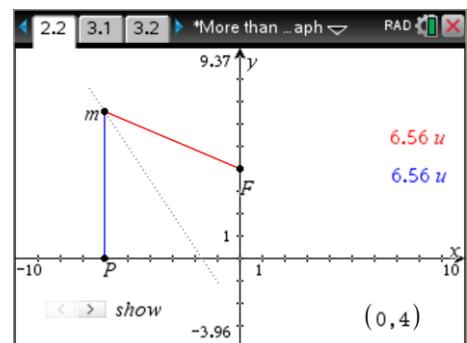 2.2 3.1 3.2 *More than ...aph RAD
9.37 y
m
6.56 u
6.56 u
F
1
x
-10 P 1 10
< > show
(0,4)
-3.96